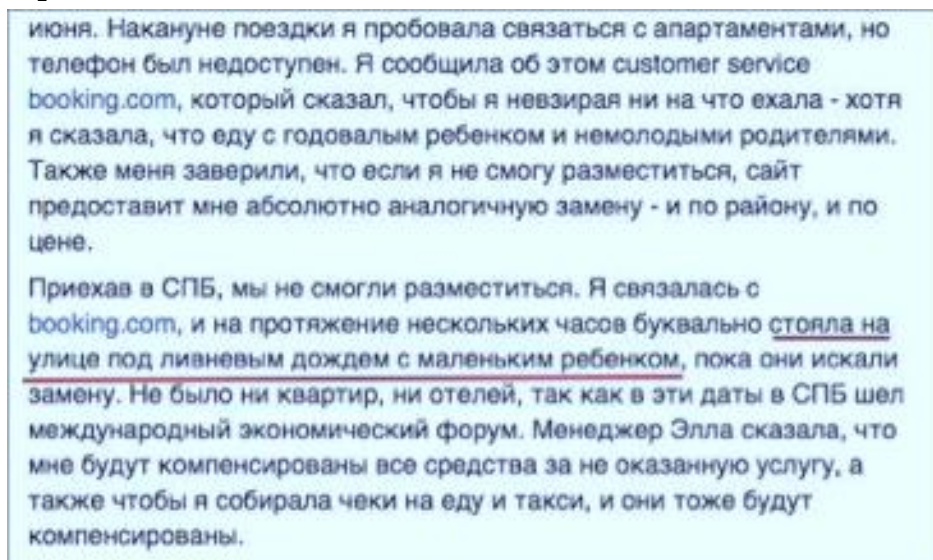 июня. Накануне поездки я пробовала связаться с апартаментами, но
телефон был недоступен. Я сообщила об этом customer service
booking.com, который сказал, чтобы я невзирая ни на что ехала - хотя
я сказала, что еду с годовалым ребенком и немолодыми родителями.
Также меня заверили, что если я не смогу разместиться, сайт
предоставит мне абсолютно аналогичную замену - и по району, и по
цене.
Приехав в СПБ, мы не смогли разместиться. Я связалась с
booking.com, и на протяжение нескольких часов буквально стояла на
улице под ливневым дождем с маленьким ребенком, пока они искали
замену. Не было ни квартир, ни отелей, так как в эти даты в СПБ шел
международный экономический форум. Менеджер Элла сказала, что
мне будут компенсированы все средства за не оказанную услугу, а
также чтобы я собирала чеки на еду и такси, и они тоже будут
компенсированы.